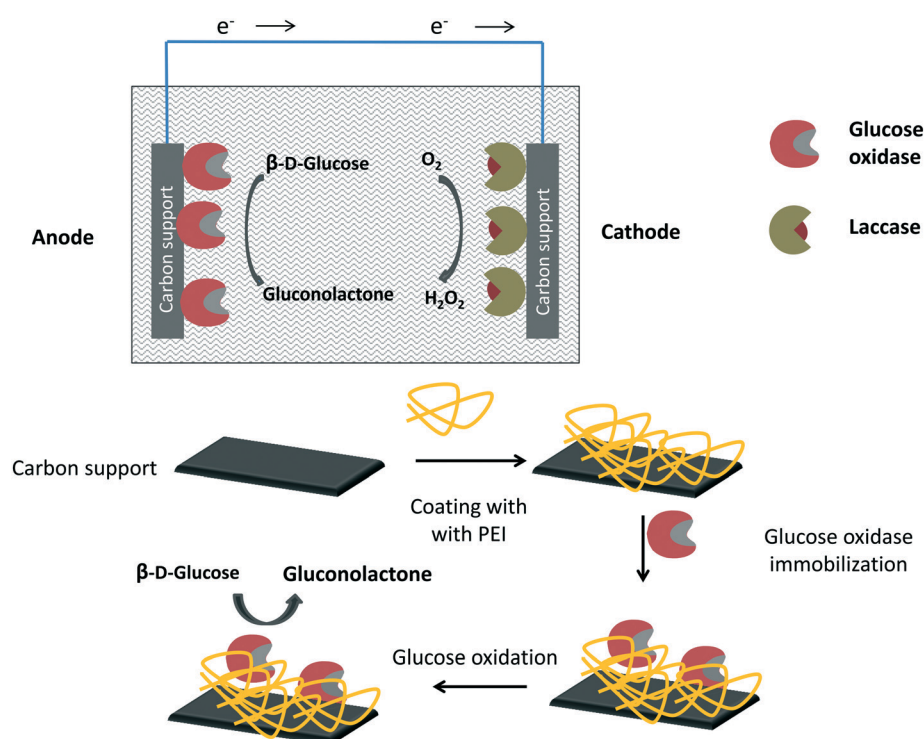 e⁻ e⁻
Anode
Carbon support
β-D-Glucose
Gluconolactone
O₂
H₂O₂
Carbon support
Cathode
Glucose
oxidase
Laccase
Carbon support
Coating with
with PEI
Glucose oxidase
immobilization
β-D-Glucose Gluconolactone
Glucose oxidation